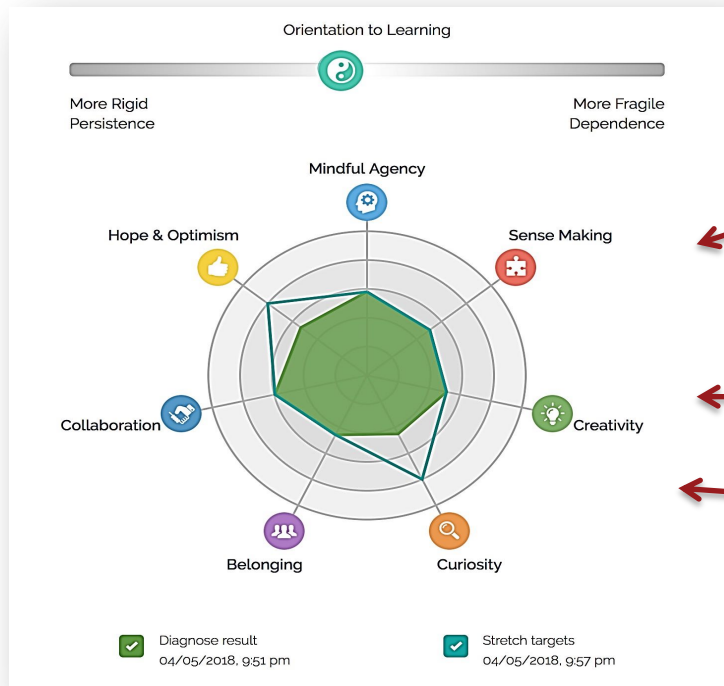 Orientation to Learning
More Rigid
Persistence
More Fragile
Dependence
Mindful Agency
Hope & Optimism
Sense Making
Collaboration
Creativity
Belonging
Curiosity
Diagnose result
04/05/2018, 9:51 pm
Stretch targets
04/05/2018, 9:57 pm